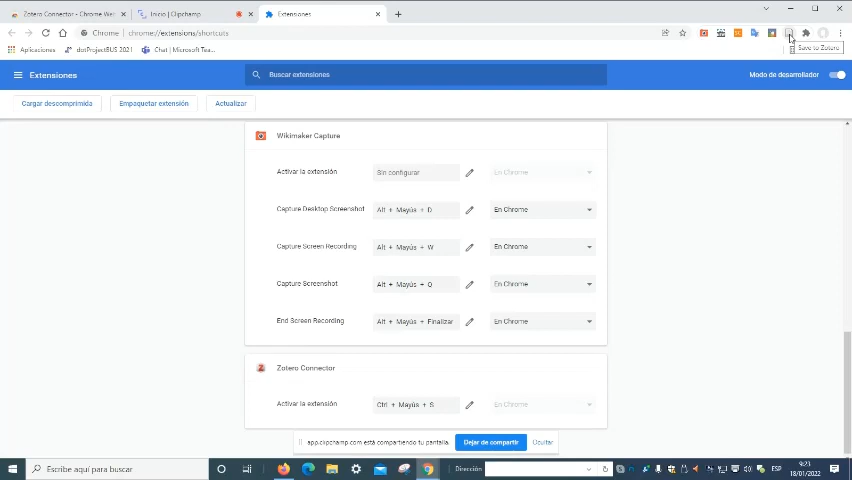 Zotero Connector - Chrome Web
Inicio | Clipchamp
Extensiones
Chrome | chrome://extensions/shortcuts
Save to Zotero
Aplicaciones
dotProjectBUS 2021
Chat | Microsoft Tea...
Extensiones
Buscar extensiones
Modo de desarrollador
Cargar descomprimida
Empaquetar extensión
Actualizar
Wikimaker Capture
Activar la extensión
Sin configurar
En Chrome
Capture Desktop Screenshot
Alt + Mayús + D
En Chrome
Capture Screen Recording
Alt + Mayús + W
En Chrome
Capture Screenshot
Alt + Mayús + Q
En Chrome
End Screen Recording
Alt + Mayús + Finalizar
En Chrome
Zotero Connector
Activar la extensión
Ctrl + Mayús + S
En Chrome
app.clipchamp.com está compartiendo tu pantalla.
Dejar de compartir
Ocultar
Escribe aquí para buscar
Dirección
ESP
9:23
18/01/2022